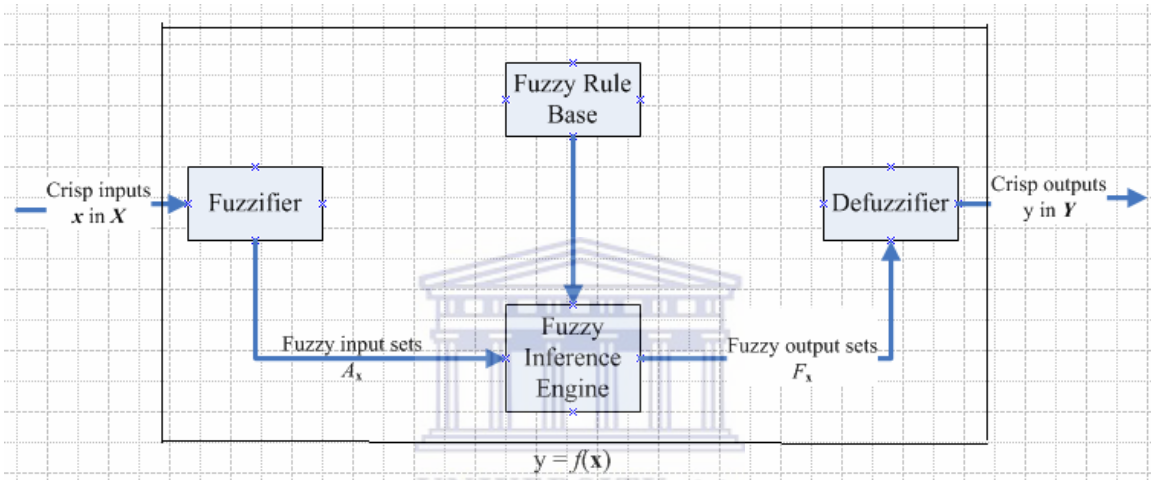 Fuzzy Rule
Base
Crisp inputs
x in X
Fuzzifier
Defuzzifier
Crisp outputs
y in Y
Fuzzy input sets
Aₓ
Fuzzy
Inference
Engine
Fuzzy output sets
Fₓ
y = f(x)